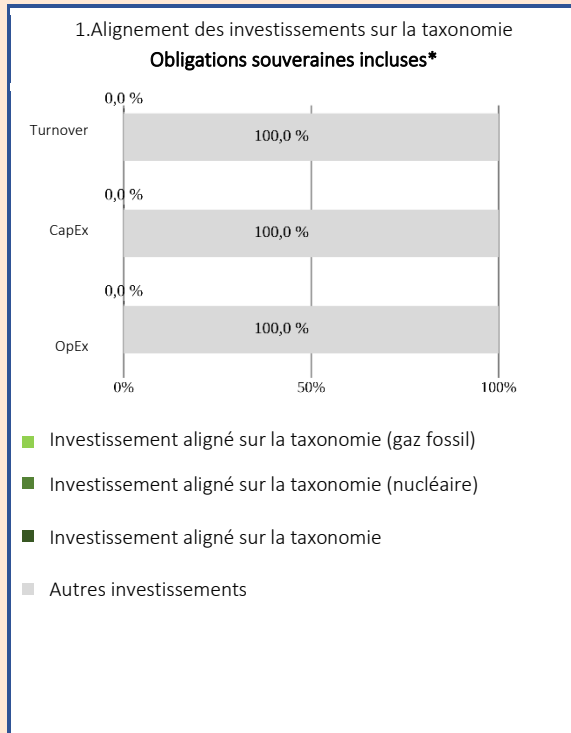 1.Alignement des investissements sur la taxonomie
Obligations souveraines incluses*
0,0 %
Turnover
100,0 %
0,0 %
CapEx
100,0 %
0,0 %
OpEx
100,0 %
0%
50%
100%
Investissement aligné sur la taxonomie (gaz fossil)
Investissement aligné sur la taxonomie (nucléaire)
Investissement aligné sur la taxonomie
Autres investissements